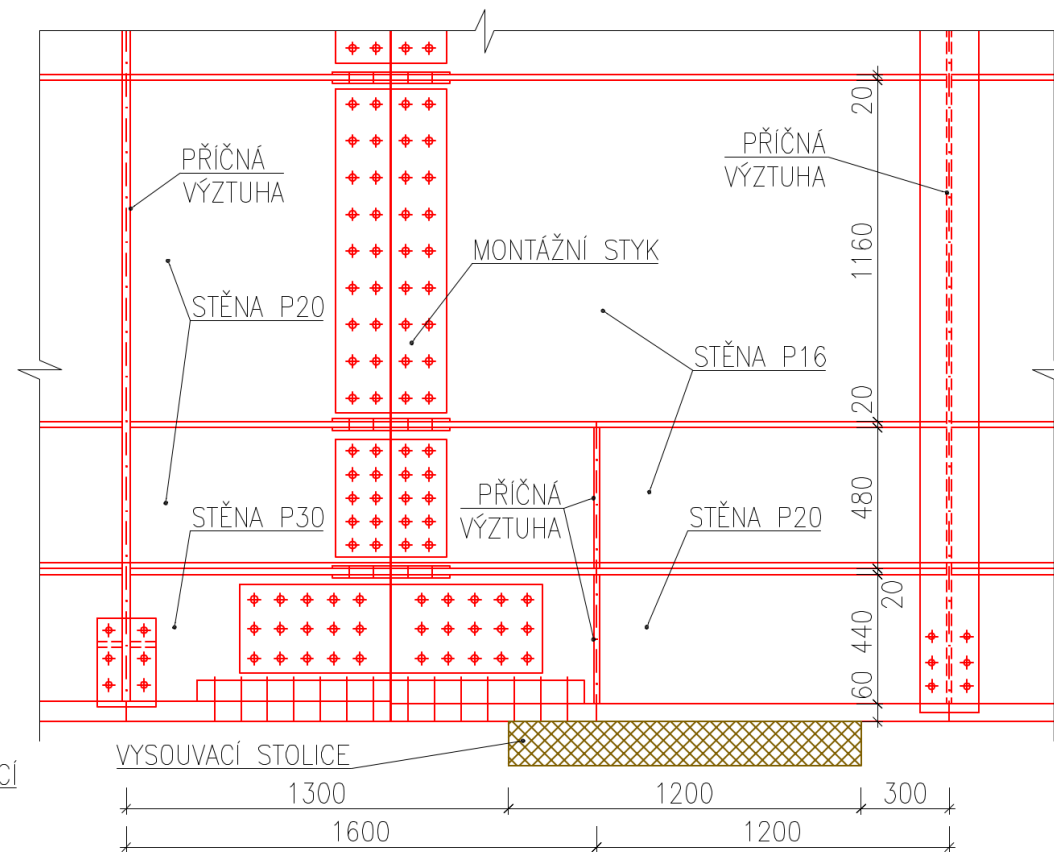 PŘÍČNÁ
VÝZTUHA
PŘÍČNÁ
VÝZTUHA
20
MONTÁŽNÍ STYK
1160
STĚNA P20
STĚNA P16
20
PŘÍČNÁ
VÝZTUHA
480
STĚNA P30
STĚNA P20
20
440
60
VYSOUVACÍ STOLICE
CÍ
1300
1200
300
1600
1200